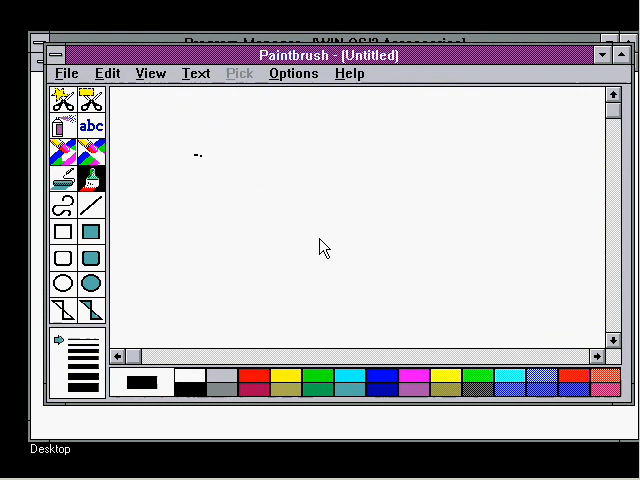 Program Manager - [WIN-OS/2 Accessories]
Paintbrush - [Untitled]
File Edit View Text Pick Options Help
abc
Desktop